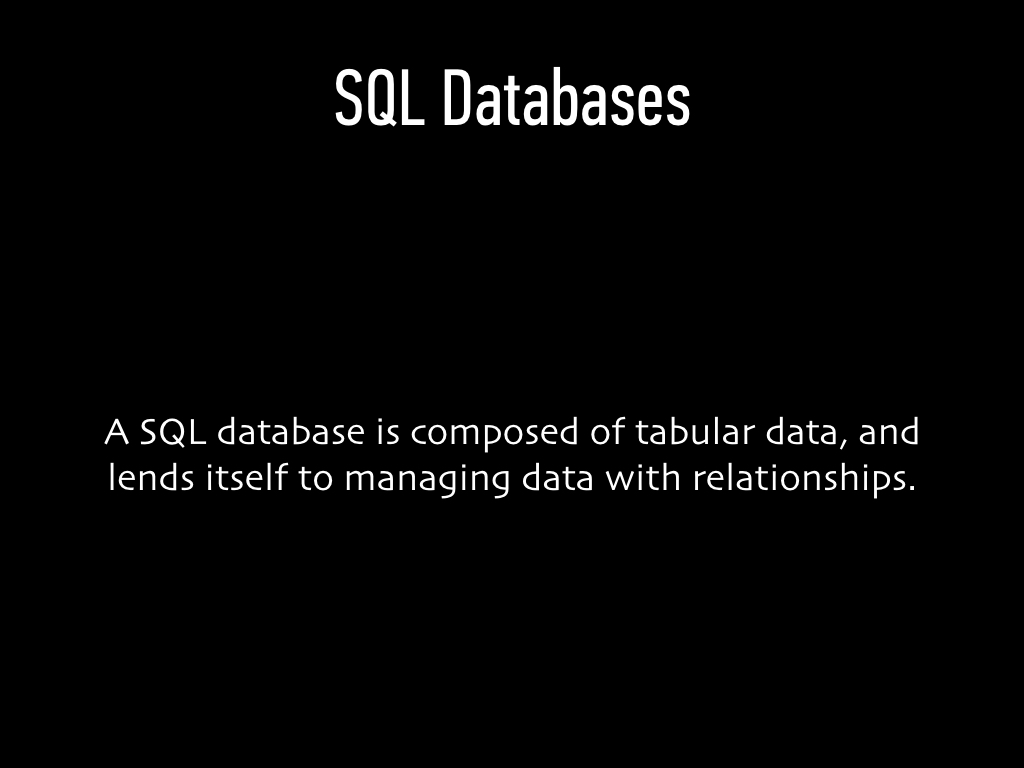 SQL Databases
A SQL database is composed of tabular data, and
lends itself to managing data with relationships.